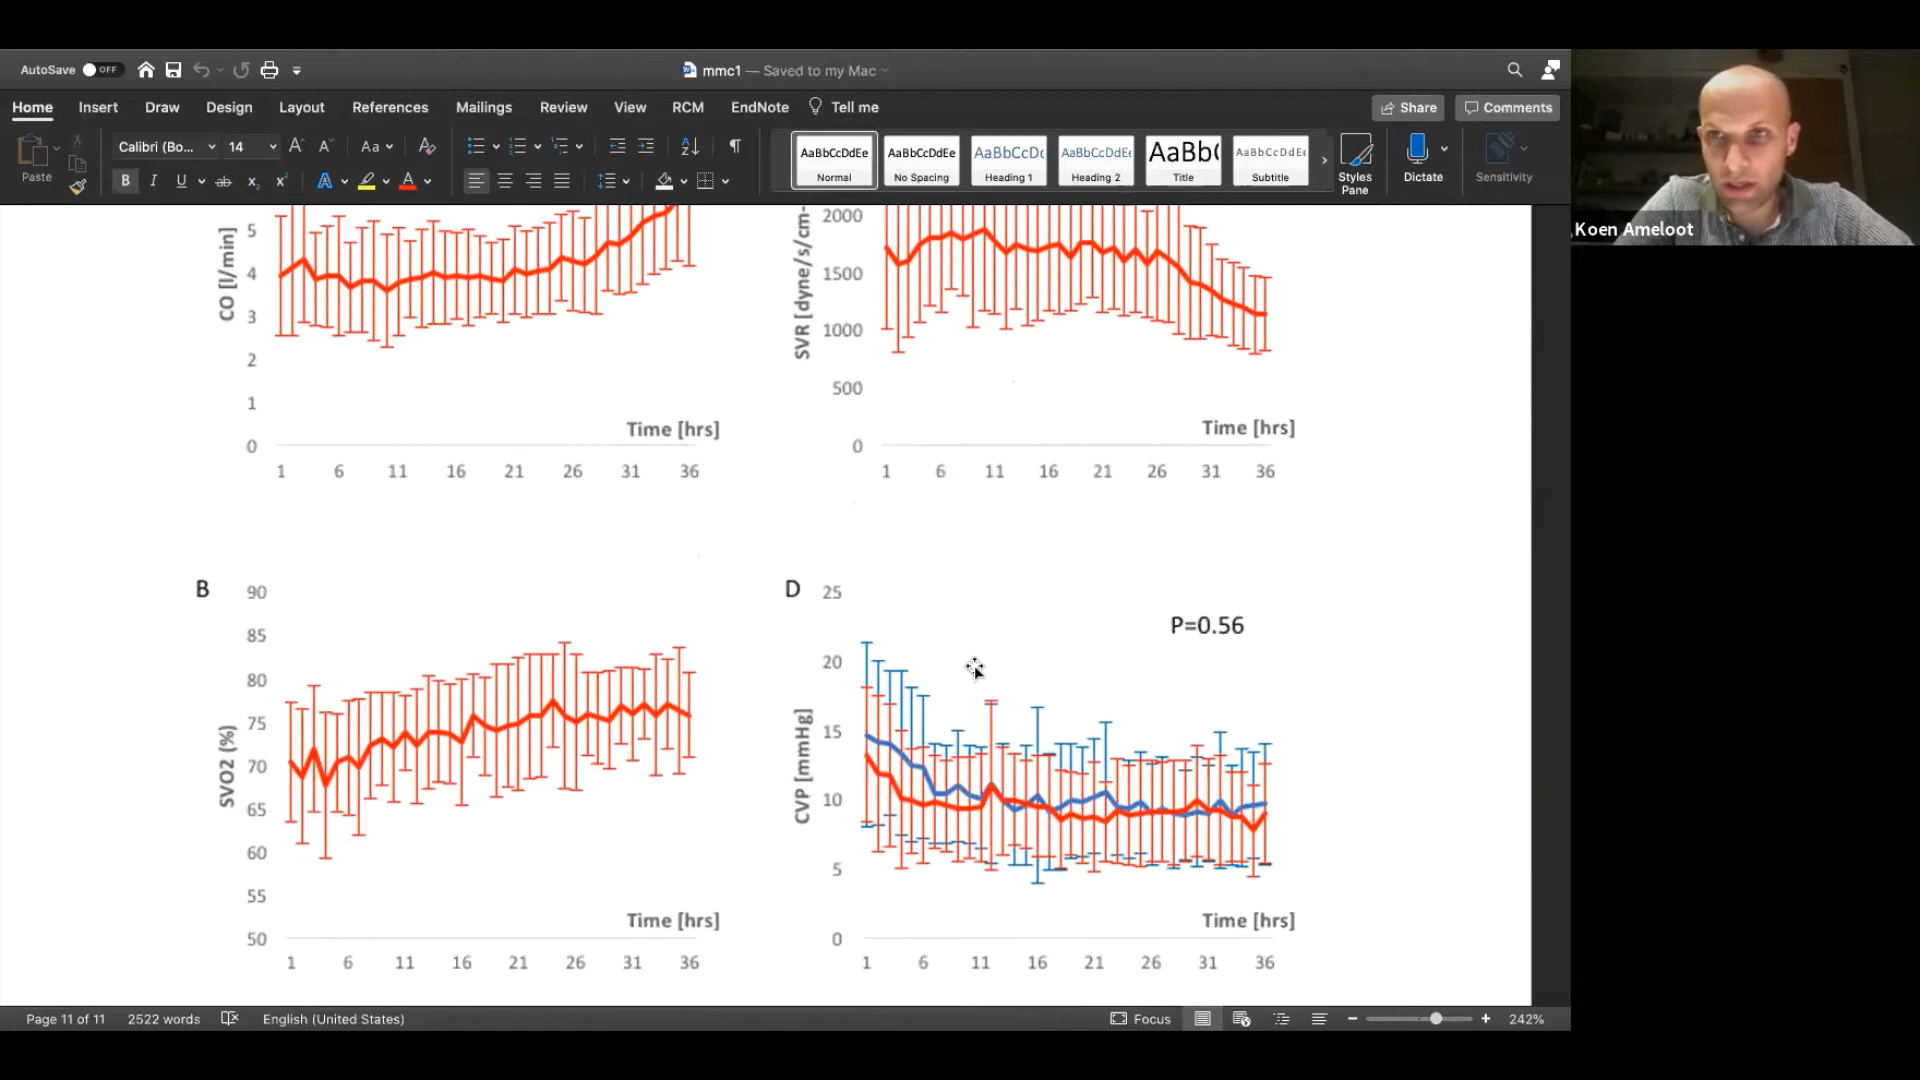 AutoSave OFF
mmc1 — Saved to my Mac
Home Insert Draw Design Layout References Mailings Review View RCM EndNote Tell me
Share Comments
Paste
Calibri (Bo... 14
AaBbCcDdEe Normal
AaBbCcDdEe No Spacing
AaBbCcDc Heading 1
AaBbCcDdEe Heading 2
AaBb( Title
AaBbCcDdEe Subtitle
Styles Pane
Dictate
Sensitivity
Koen Ameloot
CO [l/min]
5
4
3
2
1
0
Time [hrs]
1 6 11 16 21 26 31 36
SVR [dyne/s/cm-
2000
1500
1000
500
0
Time [hrs]
1 6 11 16 21 26 31 36
B
SVO2 (%)
90
85
80
75
70
65
60
55
50
Time [hrs]
1 6 11 16 21 26 31 36
D
P=0.56
CVP [mmHg]
25
20
15
10
5
0
Time [hrs]
1 6 11 16 21 26 31 36
Page 11 of 11 2522 words English (United States)
Focus 242%